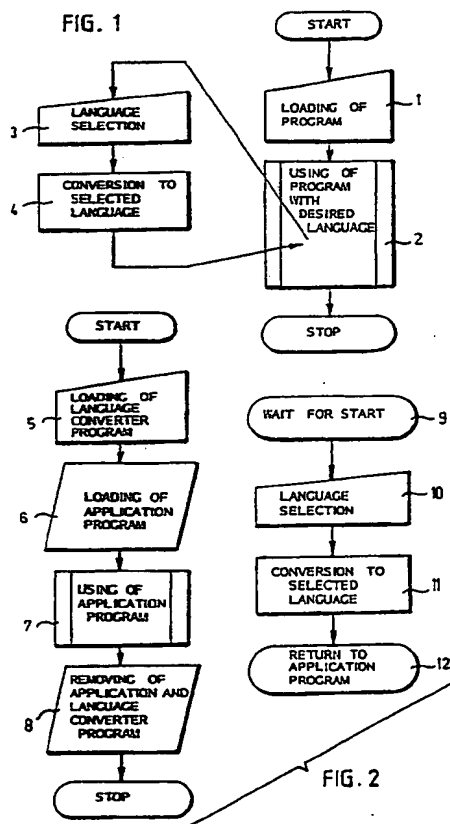 FIG. 1
START
LOADING OF
PROGRAM
1
USING OF
PROGRAM
WITH
DESIRED
LANGUAGE
2
STOP
LANGUAGE
SELECTION
3
CONVERSION TO
SELECTED
LANGUAGE
4
START
LOADING OF
LANGUAGE
CONVERTER
PROGRAM
5
LOADING OF
APPLICATION
PROGRAM
6
USING OF
APPLICATION
PROGRAM
7
REMOVING OF
APPLICATION AND
LANGUAGE
CONVERTER
PROGRAM
8
STOP
WAIT FOR START
9
LANGUAGE
SELECTION
10
CONVERSION TO
SELECTED
LANGUAGE
11
RETURN TO
APPLICATION
PROGRAM
12
FIG. 2